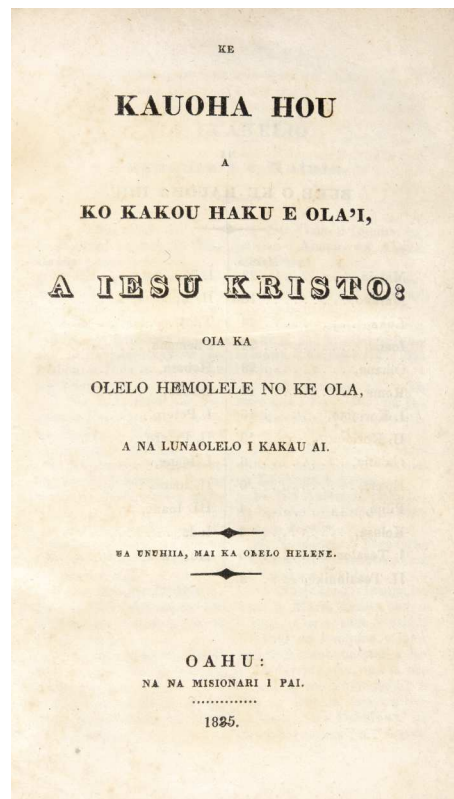 KE
KAUOHA HOU
A
KO KAKOU HAKU E OLA'I,
A IESU KRISTO:
OIA KA
OLELO HEMOLELE NO KE OLA,
A NA LUNAOLELO I KAKAU AI.
UA UNUHIIA, MAI KA OLELO HELENE.
OAHU:
NA NA MISIONARI I PAI.
1835.